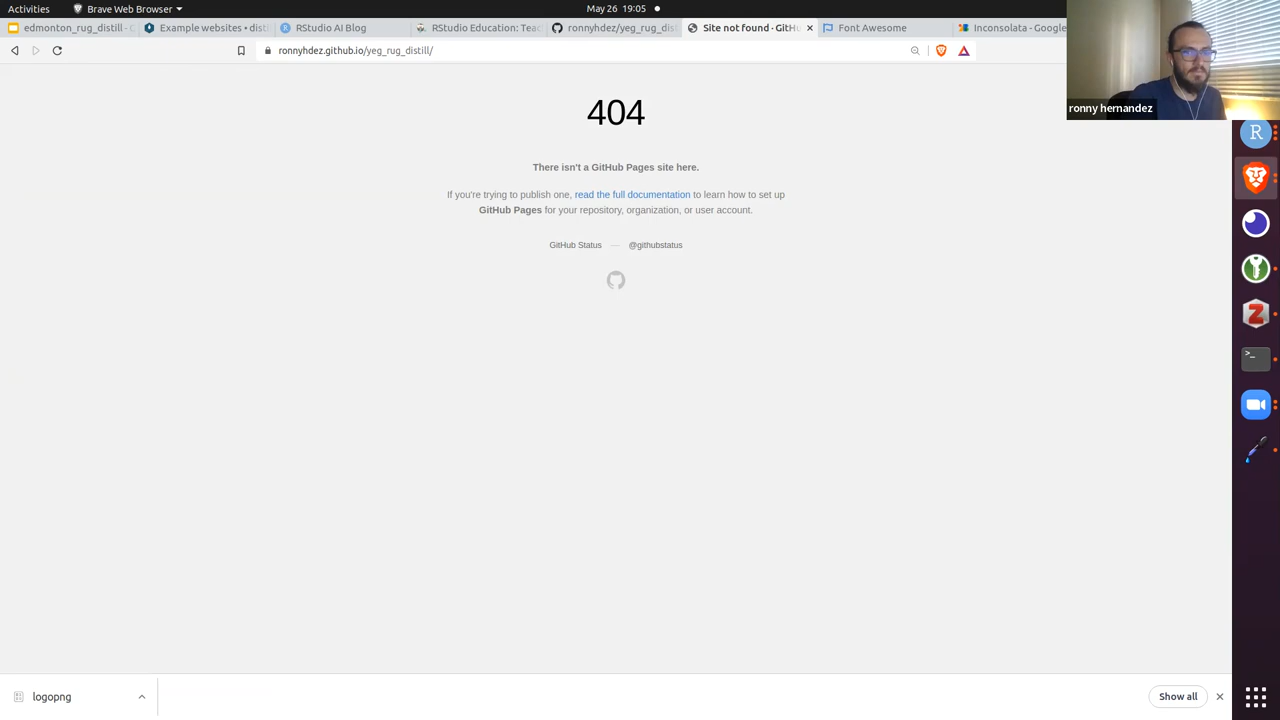 Activities
Brave Web Browser
May 26 19:05
edmonton_rug_distill - G
Example websites • disti
RStudio AI Blog
RStudio Education: Teac
ronnyhdez/yeg_rug_dist
Site not found · GitH
Font Awesome
Inconsolata - Google
ronnyhdez.github.io/yeg_rug_distill/
ronny hernandez
404
There isn't a GitHub Pages site here.
If you're trying to publish one, read the full documentation to learn how to set up
GitHub Pages for your repository, organization, or user account.
GitHub Status — @githubstatus
logopng
Show all